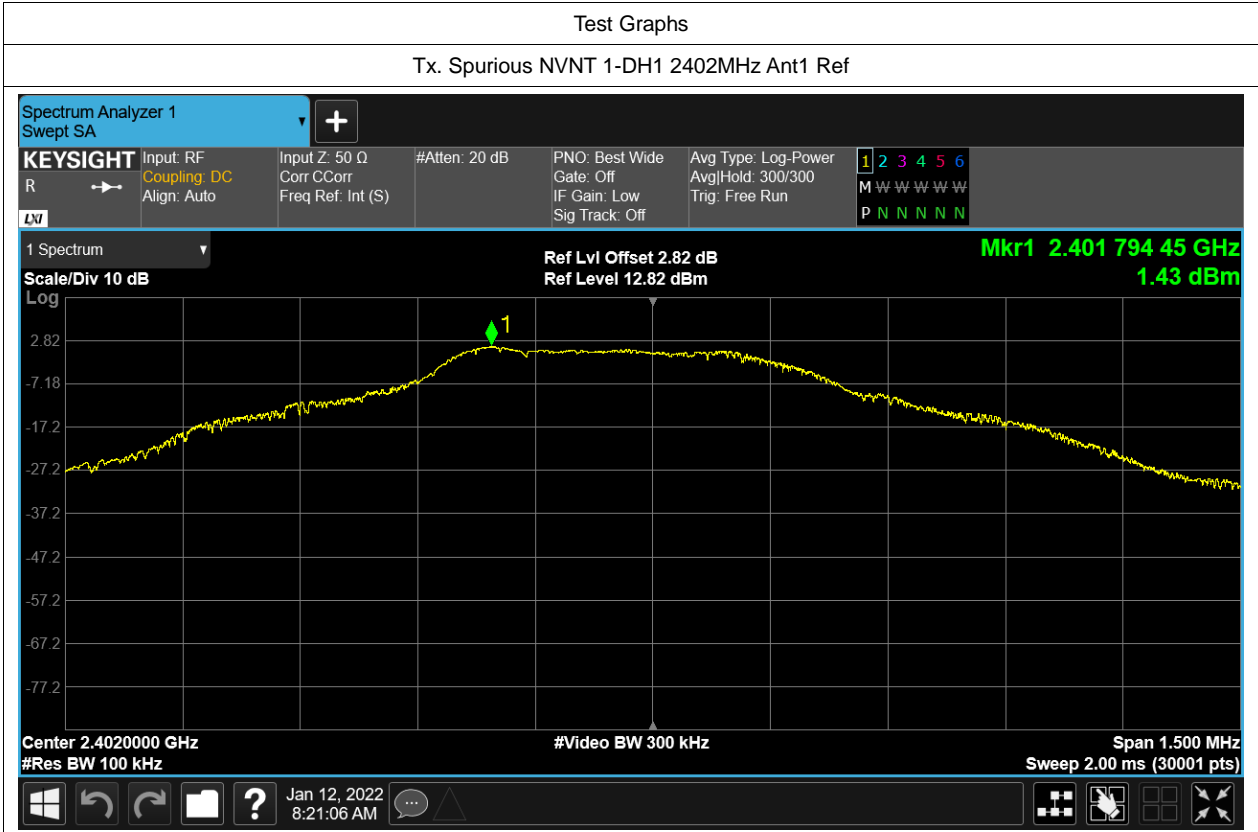 Test Graphs
Tx. Spurious NVNT 1-DH1 2402MHz Ant1 Ref
Spectrum Analyzer 1
Swept SA
KEYSIGHT
R
LXI
Input: RF
Coupling: DC
Align: Auto
Input Z: 50 Ω
Corr CCorr
Freq Ref: Int (S)
#Atten: 20 dB
PNO: Best Wide
Gate: Off
IF Gain: Low
Sig Track: Off
Avg Type: Log-Power
Avg|Hold: 300/300
Trig: Free Run
1 2 3 4 5 6
M W W W W W
P N N N N N
1 Spectrum
Scale/Div 10 dB
Ref Lvl Offset 2.82 dB
Ref Level 12.82 dBm
Mkr1 2.401 794 45 GHz
1.43 dBm
Log
1
2.82
-7.18
-17.2
-27.2
-37.2
-47.2
-57.2
-67.2
-77.2
Center 2.4020000 GHz
#Video BW 300 kHz
Span 1.500 MHz
#Res BW 100 kHz
Sweep 2.00 ms (30001 pts)
?
Jan 12, 2022
8:21:06 AM